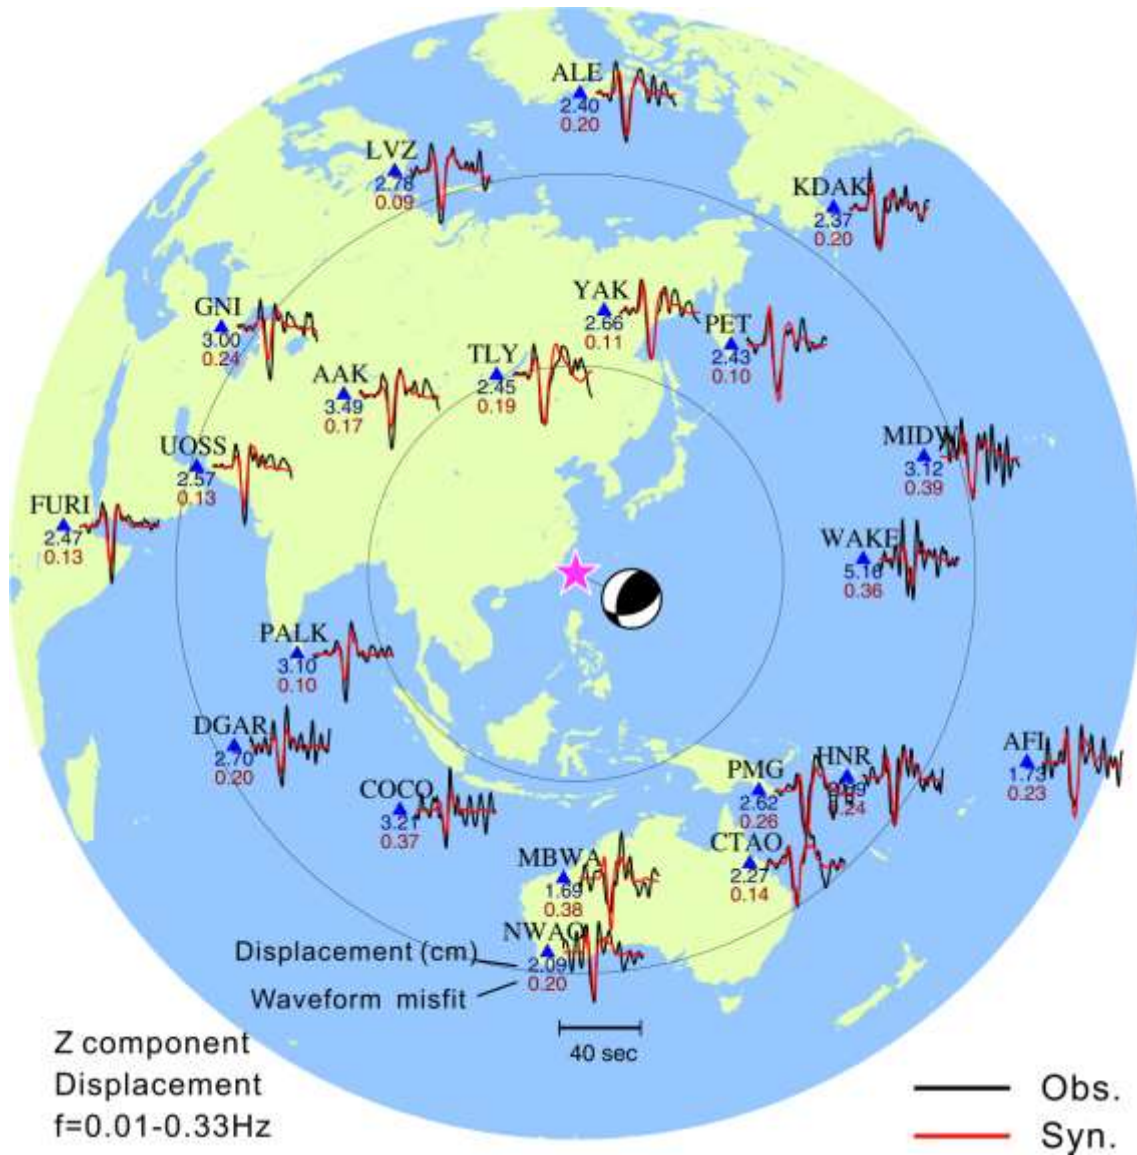 ALE
2.40
0.20
LVZ
2.78
0.09
KDAK
2.37
0.20
GNI
3.00
0.24
YAK
2.66
0.11
PET
2.43
0.10
TLY
2.45
0.19
AAK
3.49
0.17
UOSS
2.57
0.13
MIDW
3.12
0.39
FURI
2.47
0.13
WAKE
5.16
0.36
PALK
3.10
0.10
DGAR
2.70
0.20
COCO
3.21
0.37
PMG
2.62
0.26
HNR
0.24
AFI
1.73
0.23
CTAO
2.27
0.14
MBWA
1.69
0.38
NWAO
2.09
0.20
Displacement (cm)
Waveform misfit
40 sec
Z component
Displacement
f=0.01-0.33Hz
Obs.
Syn.